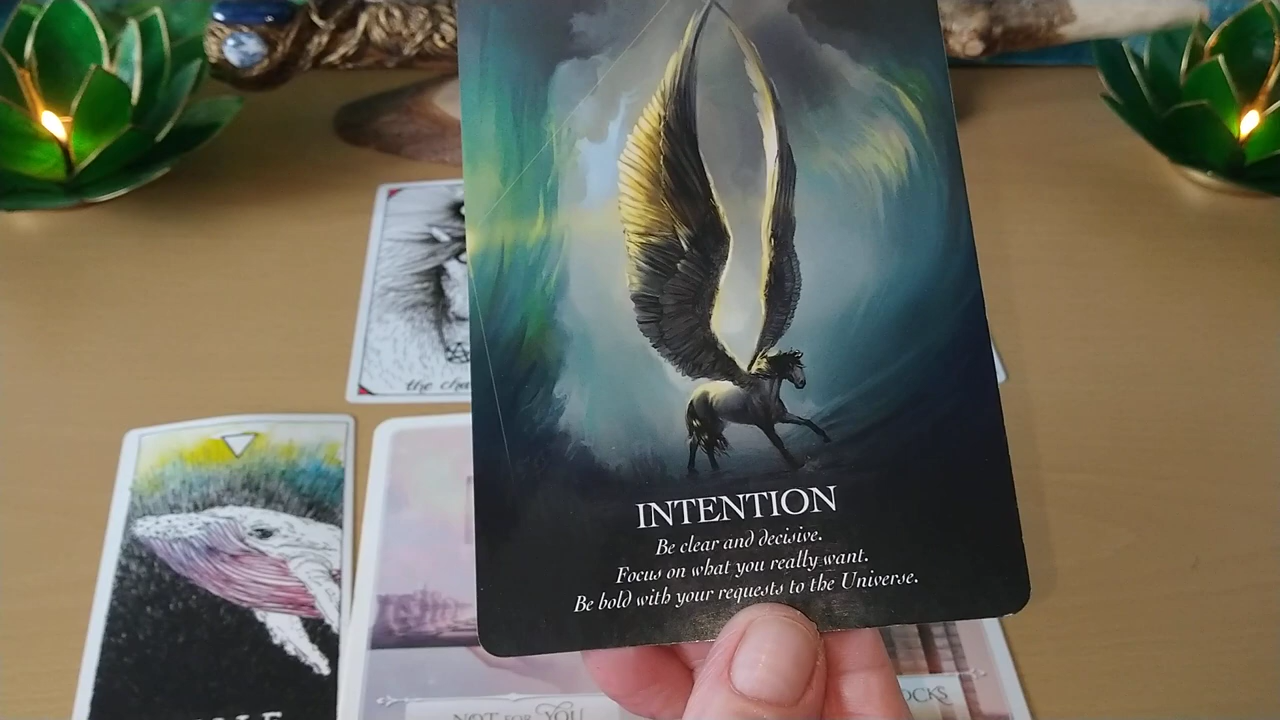 INTENTION
Be clear and decisive.
Focus on what you really want.
Be bold with your requests to the Universe.
the
NOT FOR YOU